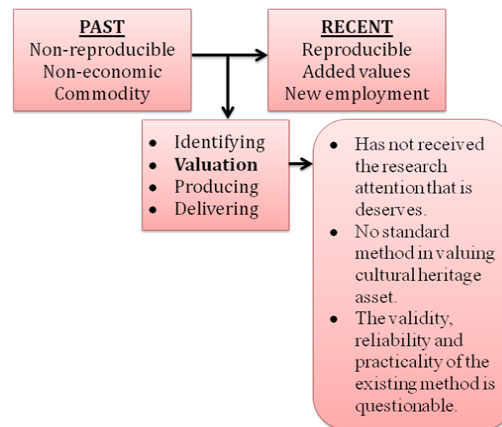 PAST
Non-reproducible
Non-economic
Commodity
RECENT
Reproducible
Added values
New employment
• Identifying
• Valuation
• Producing
• Delivering
• Has not received
the research
attention that is
deserves.
• No standard
method in valuing
cultural heritage
asset.
• The validity,
reliability and
practicality of the
existing method is
questionable.